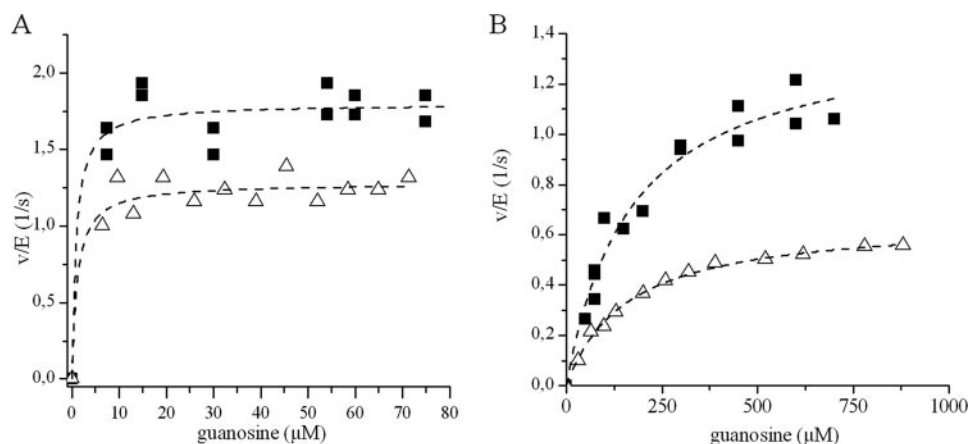 A
v/E (1/s)
2,0
1,5
1,0
0,5
0,0
0 10 20 30 40 50 60 70 80
guanosine (μM)
B
v/E (1/s)
1,4
1,2
1,0
0,8
0,6
0,4
0,2
0,0
0 250 500 750 1000
guanosine (μM)